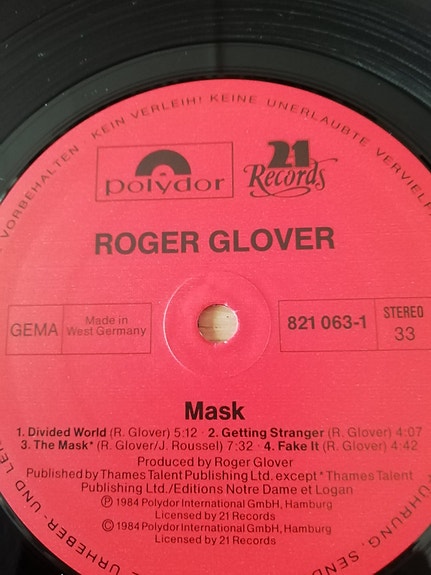 VORBEHALTEN · KEIN VERLEIH! KEINE UNERLAUBTE VERVIELF
polydor
21 Records
ROGER GLOVER
GEMA
Made in
West Germany
821 063-1
STEREO
33
Mask
1. Divided World (R. Glover) 5:12 · 2. Getting Stranger (R. Glover) 4:07
3. The Mask* (R. Glover/J. Roussel) 7:32 · 4. Fake It (R. Glover) 4:42
Produced by Roger Glover
Published by Thames Talent Publishing Ltd. except * Thames Talent
Publishing Ltd./Editions Notre Dame et Logan
℗ 1984 Polydor International GmbH, Hamburg
Licensed by 21 Records
© 1984 Polydor International GmbH, Hamburg
Licensed by 21 Records
FÜHRUNG, SEND
URHEBER- UND LEI